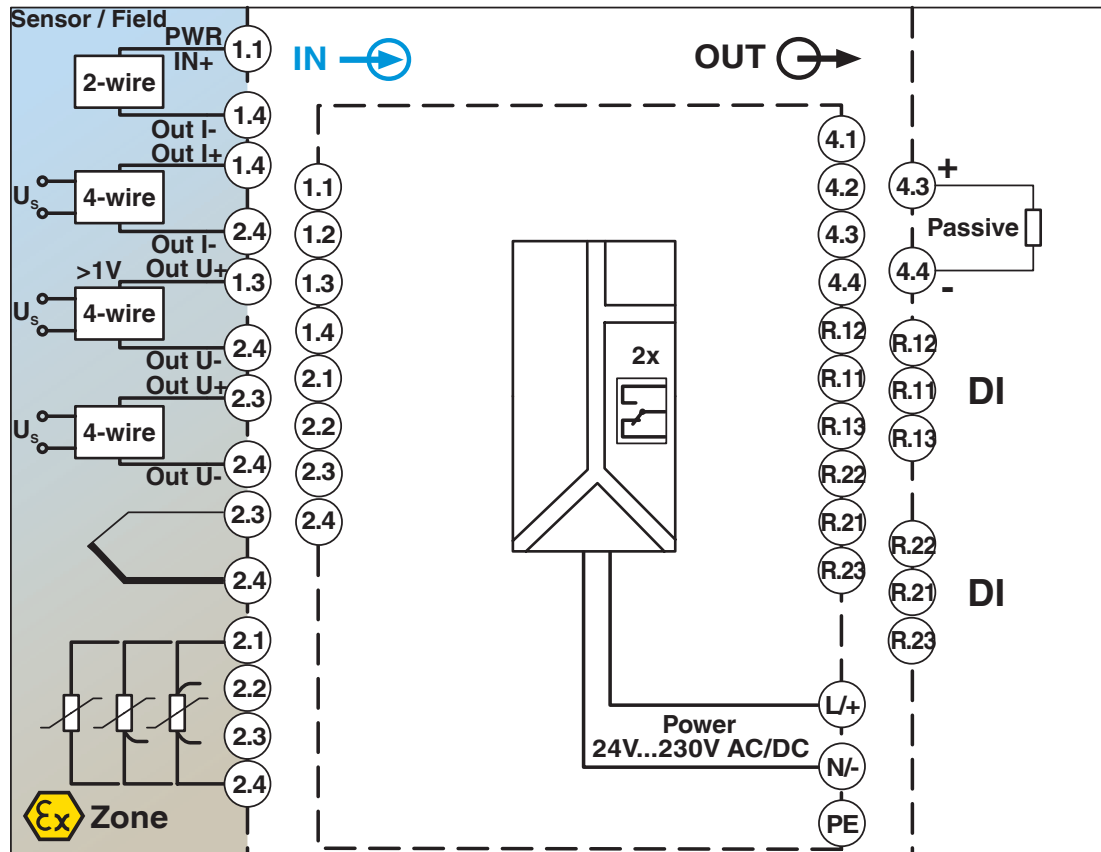 Sensor / Field
PWR
IN+
1.1
2-wire
1.4
Out I-
Out I+
1.4
Us
4-wire
2.4
Out I-
>1V
Out U+
1.3
Us
4-wire
2.4
Out U-
Out U+
2.3
Us
4-wire
2.4
Out U-
2.3
2.4
2.1
2.2
2.3
2.4
Ex
Zone
IN
OUT
1.1
1.2
1.3
1.4
2.1
2.2
2.3
2.4
2x
Power
24V...230V AC/DC
4.1
4.2
4.3
4.4
R.12
R.11
R.13
R.22
R.21
R.23
L/+
N/-
PE
4.3
+
Passive
4.4
-
R.12
R.11
DI
R.13
R.22
R.21
DI
R.23